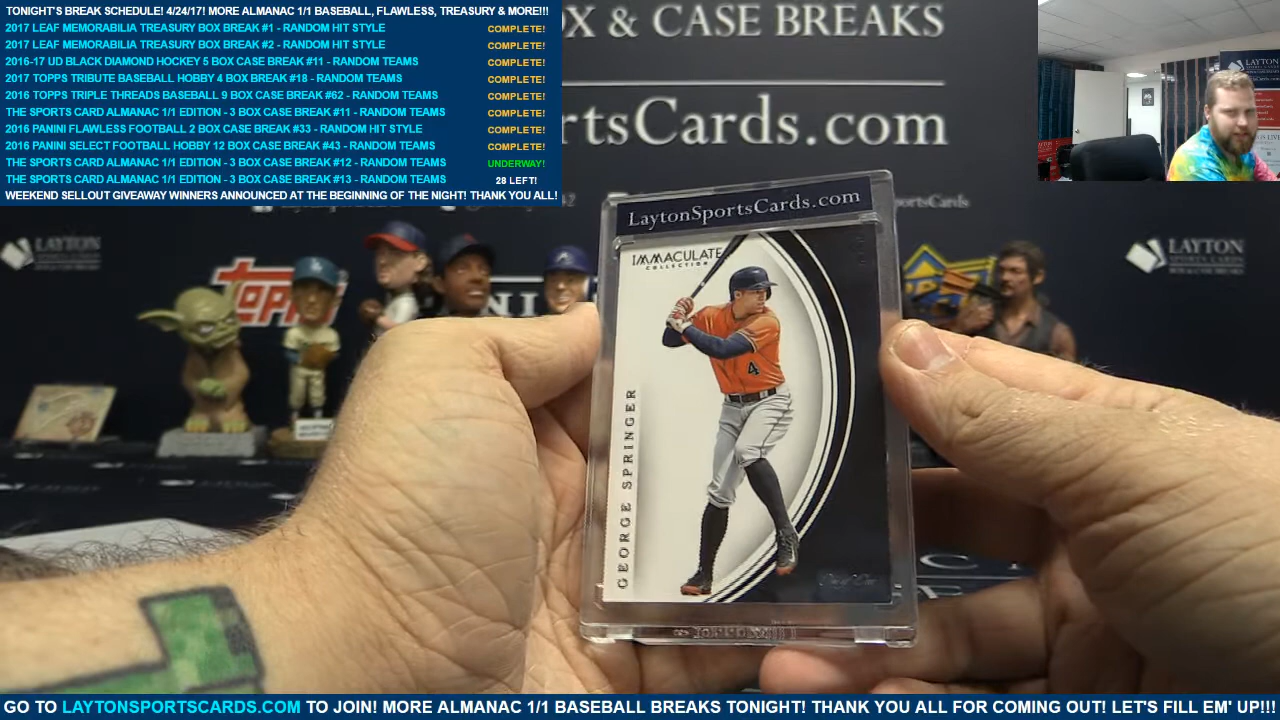 TONIGHT'S BREAK SCHEDULE! 4/24/17! MORE ALMANAC 1/1 BASEBALL, FLAWLESS, TREASURY & MORE!!!
2017 LEAF MEMORABILIA TREASURY BOX BREAK #1 - RANDOM HIT STYLE COMPLETE!
2017 LEAF MEMORABILIA TREASURY BOX BREAK #2 - RANDOM HIT STYLE COMPLETE!
2016-17 UD BLACK DIAMOND HOCKEY 5 BOX CASE BREAK #11 - RANDOM TEAMS COMPLETE!
2017 TOPPS TRIBUTE BASEBALL HOBBY 4 BOX BREAK #18 - RANDOM TEAMS COMPLETE!
2016 TOPPS TRIPLE THREADS BASEBALL 9 BOX CASE BREAK #62 - RANDOM TEAMS COMPLETE!
THE SPORTS CARD ALMANAC 1/1 EDITION - 3 BOX CASE BREAK #11 - RANDOM TEAMS COMPLETE!
2016 PANINI FLAWLESS FOOTBALL 2 BOX CASE BREAK #33 - RANDOM HIT STYLE COMPLETE!
2016 PANINI SELECT FOOTBALL HOBBY 12 BOX CASE BREAK #43 - RANDOM TEAMS COMPLETE!
THE SPORTS CARD ALMANAC 1/1 EDITION - 3 BOX CASE BREAK #12 - RANDOM TEAMS UNDERWAY!
THE SPORTS CARD ALMANAC 1/1 EDITION - 3 BOX CASE BREAK #13 - RANDOM TEAMS 28 LEFT!
WEEKEND SELLOUT GIVEAWAY WINNERS ANNOUNCED AT THE BEGINNING OF THE NIGHT! THANK YOU ALL!
OX & CASE BREAKS
rtsCards.com
LaytonSportsCards.com
rtsCards
LAYTON
LAYTON
SPORTS CARDS
BOX & CASE BREAKS
TOPPS
IMMACULATE
COLLECTION
4
GEORGE SPRINGER
GO TO LAYTONSPORTSCARDS.COM TO JOIN! MORE ALMANAC 1/1 BASEBALL BREAKS TONIGHT! THANK YOU ALL FOR COMING OUT! LET'S FILL EM' UP!!!